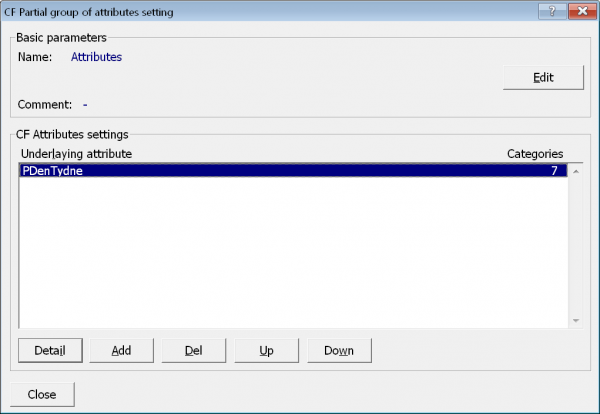 CF Partial group of attributes setting
Basic parameters
Name: Attributes
Edit
Comment: -
CF Attributes settings
Underlaying attribute Categories
PDenTydne 7
Detail Add Del Up Down
Close